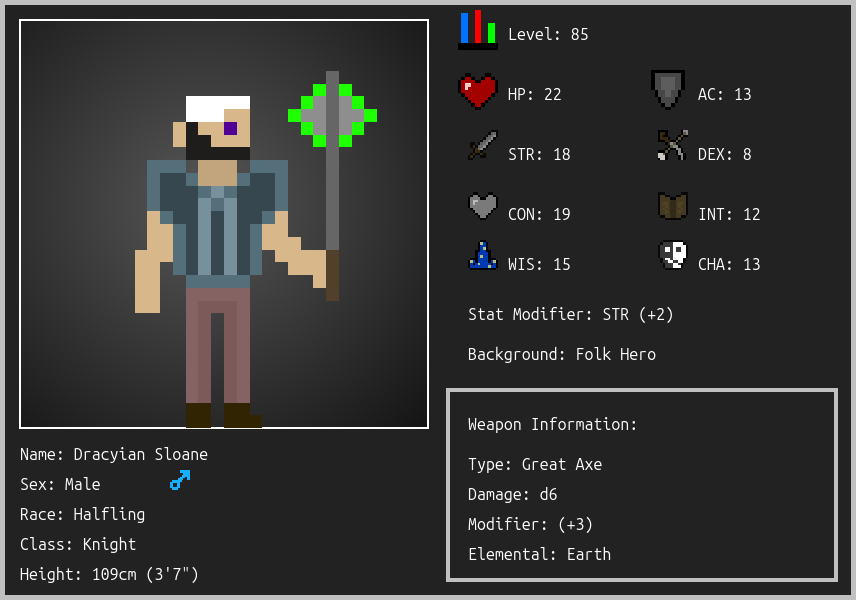 Level: 85
HP: 22 AC: 13
STR: 18 DEX: 8
CON: 19 INT: 12
WIS: 15 CHA: 13
Stat Modifier: STR (+2)
Background: Folk Hero
Weapon Information:
Type: Great Axe
Damage: d6
Modifier: (+3)
Elemental: Earth
Name: Dracyian Sloane
Sex: Male
Race: Halfling
Class: Knight
Height: 109cm (3'7")